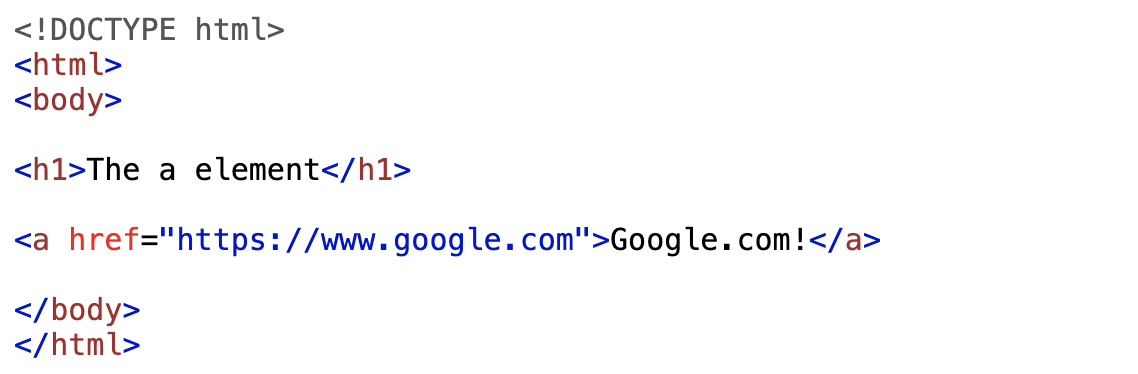 <!DOCTYPE html>
<html>
<body>
<h1>The a element</h1>
<a href="https://www.google.com">Google.com!</a>
</body>
</html>